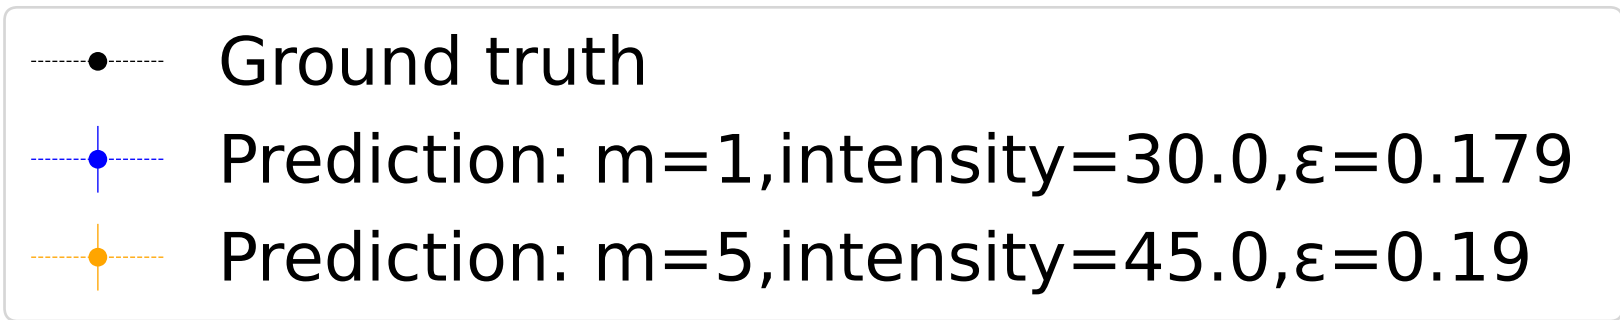 Ground truth
Prediction: m=1,intensity=30.0,ε=0.179
Prediction: m=5,intensity=45.0,ε=0.19